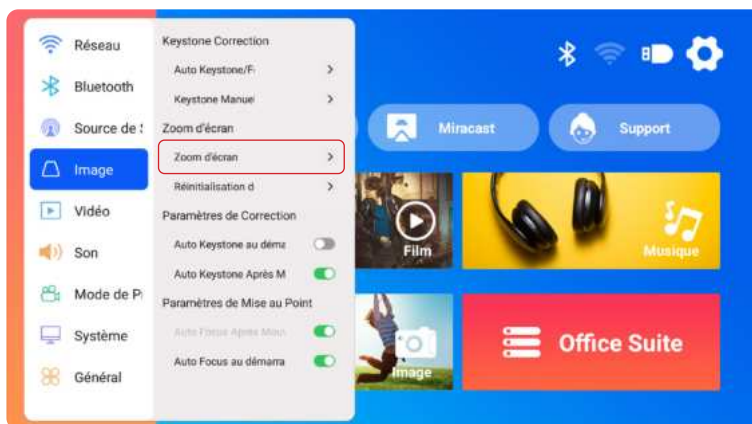 Réseau
Bluetooth
Source de
Image
Vidéo
Son
Mode de P
Système
Général
Keystone Correction
Auto Keystone/F
Keystone Manuel
Zoom d'écran
Zoom d'écran
Réinitialisation d
Paramètres de Correction
Auto Keystone au déma
Auto Keystone Après M
Paramètres de Mise au Point
Auto Focus Après Mouv
Auto Focus au démarra
Miracast
Support
Film
Musique
Image
Office Suite